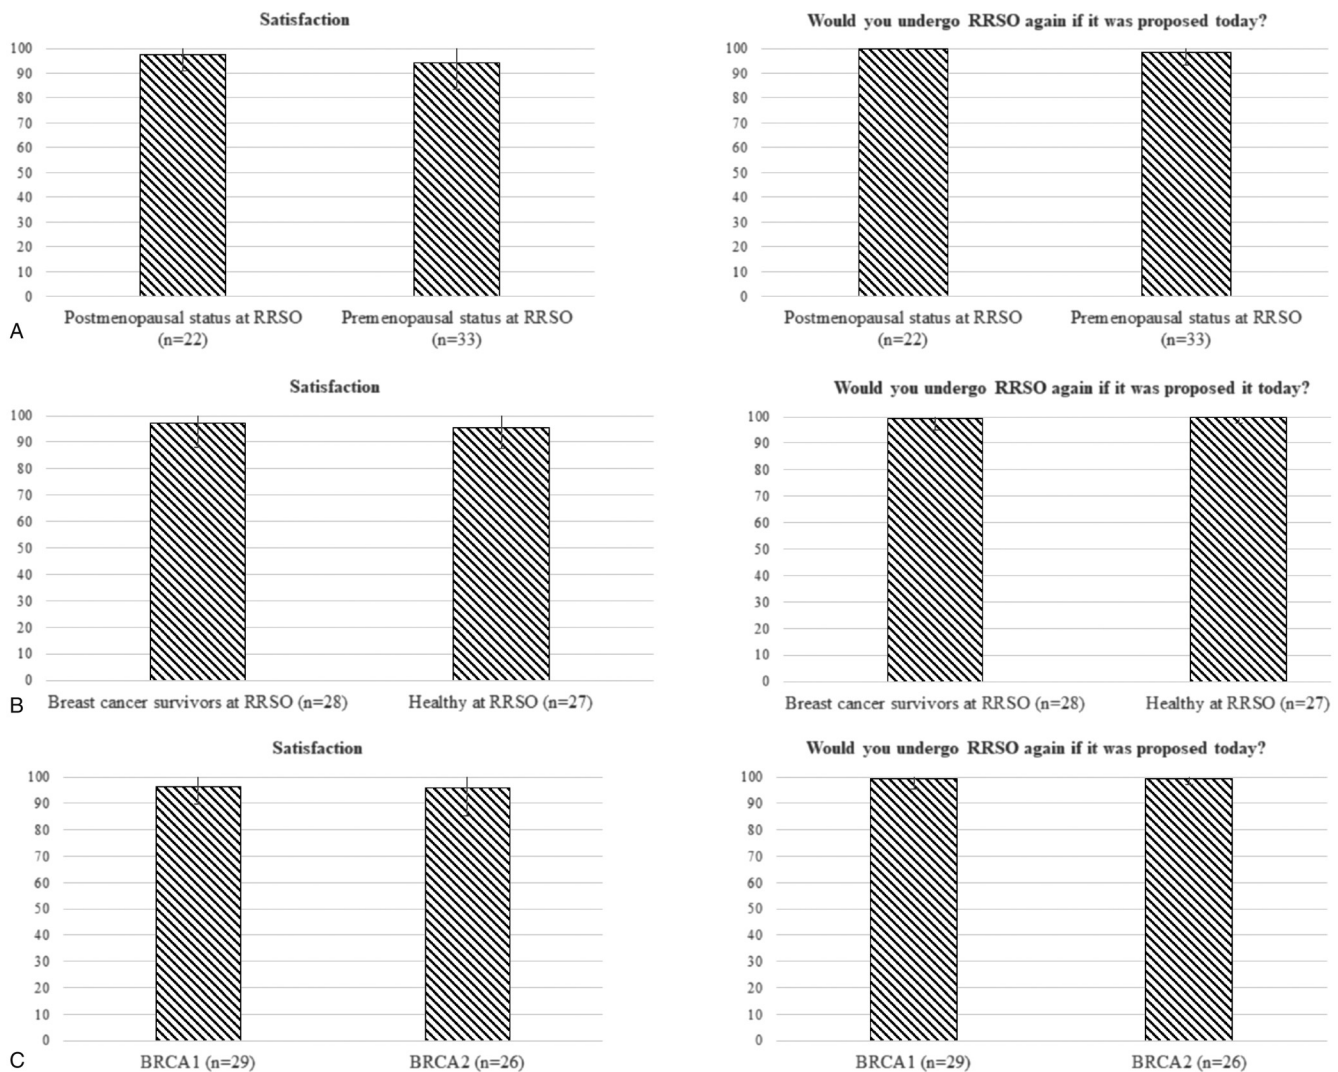 Satisfaction
100
90
80
70
60
50
40
30
20
10
0
Postmenopausal status at RRSO
(n=22)
Premenopausal status at RRSO
(n=33)
A
Would you undergo RRSO again if it was proposed today?
100
90
80
70
60
50
40
30
20
10
0
Postmenopausal status at RRSO
(n=22)
Premenopausal status at RRSO
(n=33)
Satisfaction
100
90
80
70
60
50
40
30
20
10
0
Breast cancer survivors at RRSO (n=28)
Healthy at RRSO (n=27)
B
Would you undergo RRSO again if it was proposed it today?
100
90
80
70
60
50
40
30
20
10
0
Breast cancer survivors at RRSO (n=28)
Healthy at RRSO (n=27)
Satisfaction
100
90
80
70
60
50
40
30
20
10
0
BRCA1 (n=29)
BRCA2 (n=26)
C
Would you undergo RRSO again if it was proposed today?
100
90
80
70
60
50
40
30
20
10
0
BRCA1 (n=29)
BRCA2 (n=26)